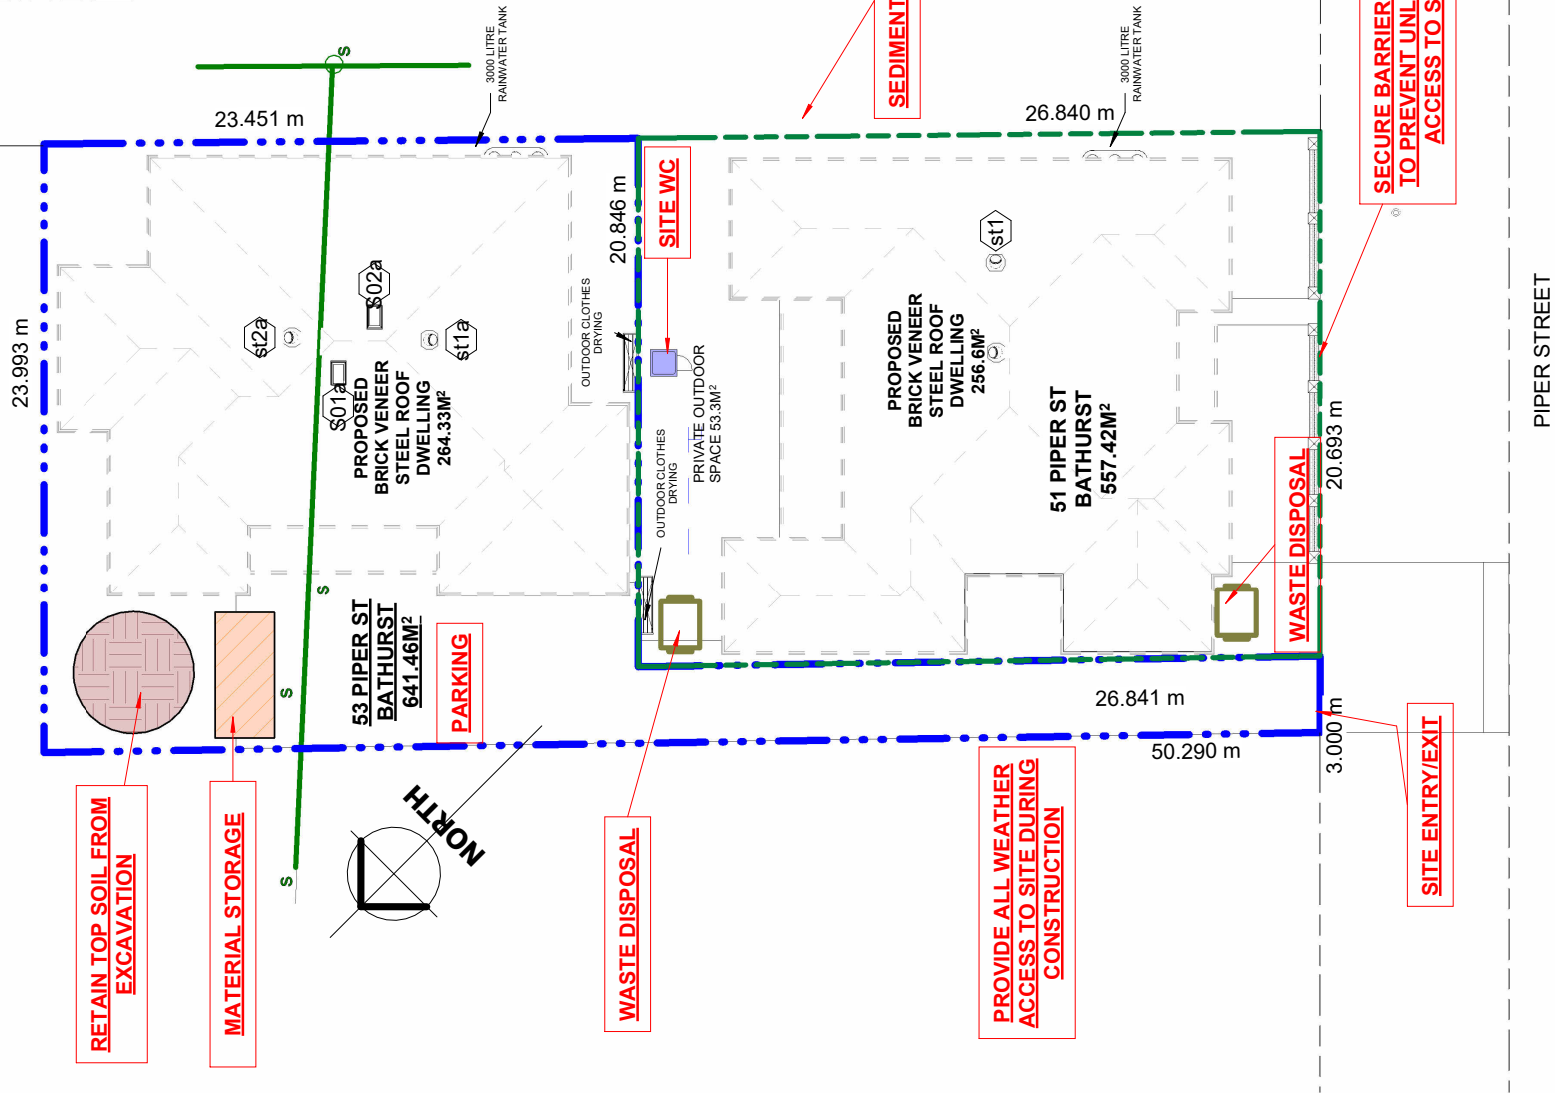 23.451 m
S
3000 LITRE
RAINWATER TANK
SEDIMENT
26.840 m
3000 LITRE
RAINWATER TANK
SECURE BARRIER
TO PREVENT UNL
ACCESS TO S
23.993 m
20.846 m
SITE WC
st2a
S02a
st1a
S01a
PROPOSED
BRICK VENEER
STEEL ROOF
DWELLING
264.33M²
OUTDOOR CLOTHES
DRYING
OUTDOOR CLOTHES
DRYING
PRIVATE OUTDOOR
SPACE 53.3M²
st1
PROPOSED
BRICK VENEER
STEEL ROOF
DWELLING
256.6M²
51 PIPER ST
BATHURST
557.42M²
20.693 m
WASTE DISPOSAL
PIPER STREET
S
S
S
53 PIPER ST
BATHURST
641.46M²
PARKING
26.841 m
50.290 m
3.000 m
NORTH
RETAIN TOP SOIL FROM
EXCAVATION
MATERIAL STORAGE
WASTE DISPOSAL
PROVIDE ALL WEATHER
ACCESS TO SITE DURING
CONSTRUCTION
SITE ENTRY/EXIT